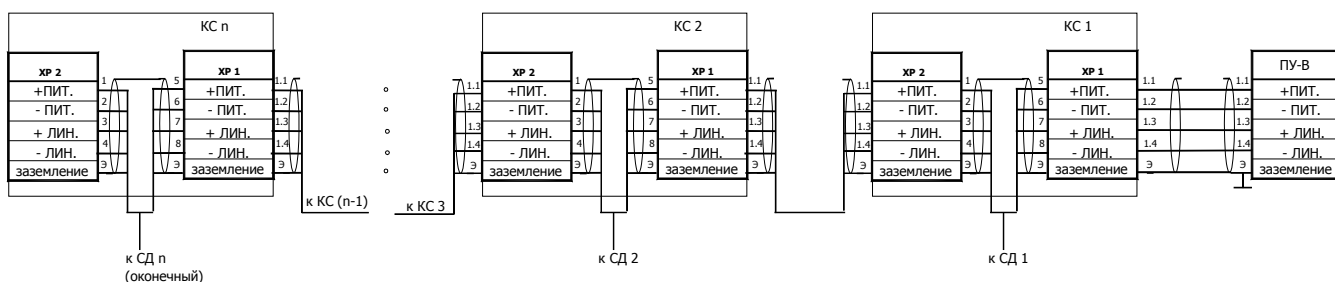 КС n
КС 2
КС 1
ХР 2
ХР 1
ХР 2
ХР 1
ХР 2
ХР 1
ПУ-В
1
5
1.1
1.1
1
5
1.1
1.1
1
5
1.1
1.1
+ПИТ.
+ПИТ.
+ПИТ.
+ПИТ.
+ПИТ.
+ПИТ.
+ПИТ.
2
6
1.2
1.2
2
6
1.2
1.2
2
6
1.2
1.2
- ПИТ.
- ПИТ.
- ПИТ.
- ПИТ.
- ПИТ.
- ПИТ.
- ПИТ.
3
7
1.3
1.3
3
7
1.3
1.3
3
7
1.3
1.3
+ ЛИН.
+ ЛИН.
+ ЛИН.
+ ЛИН.
+ ЛИН.
+ ЛИН.
+ ЛИН.
4
8
1.4
1.4
4
8
1.4
1.4
4
8
1.4
1.4
- ЛИН.
- ЛИН.
- ЛИН.
- ЛИН.
- ЛИН.
- ЛИН.
- ЛИН.
Э
Э
Э
Э
Э
Э
Э
Э
Э
Э
Э
Э
заземление
заземление
заземление
заземление
заземление
заземление
заземление
к КС (n-1)
к КС 3
к СД n
(оконечный)
к СД 2
к СД 1